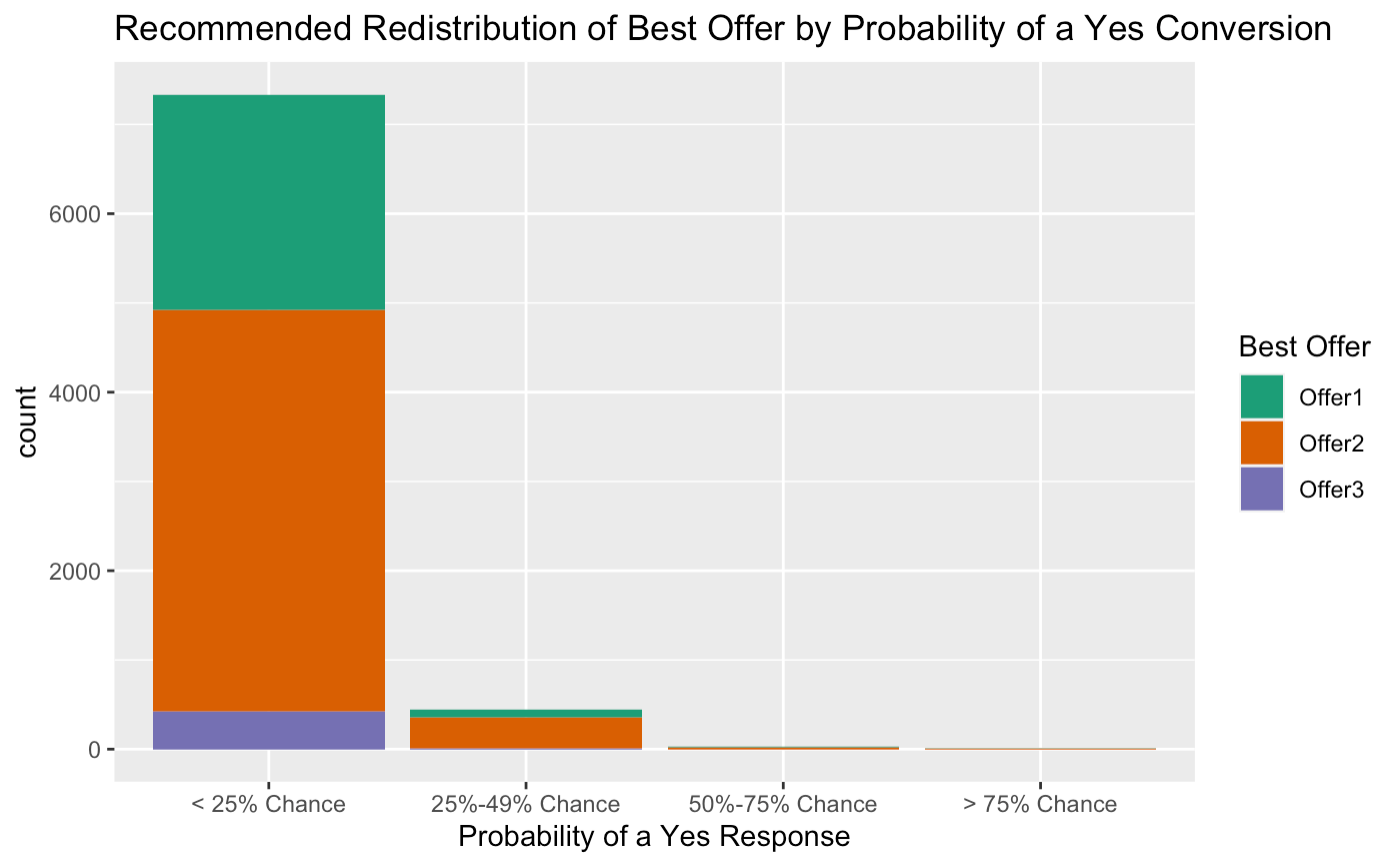 Recommended Redistribution of Best Offer by Probability of a Yes Conversion
6000
4000
2000
0
count
< 25% Chance
25%-49% Chance
50%-75% Chance
> 75% Chance
Probability of a Yes Response
Best Offer
Offer1
Offer2
Offer3